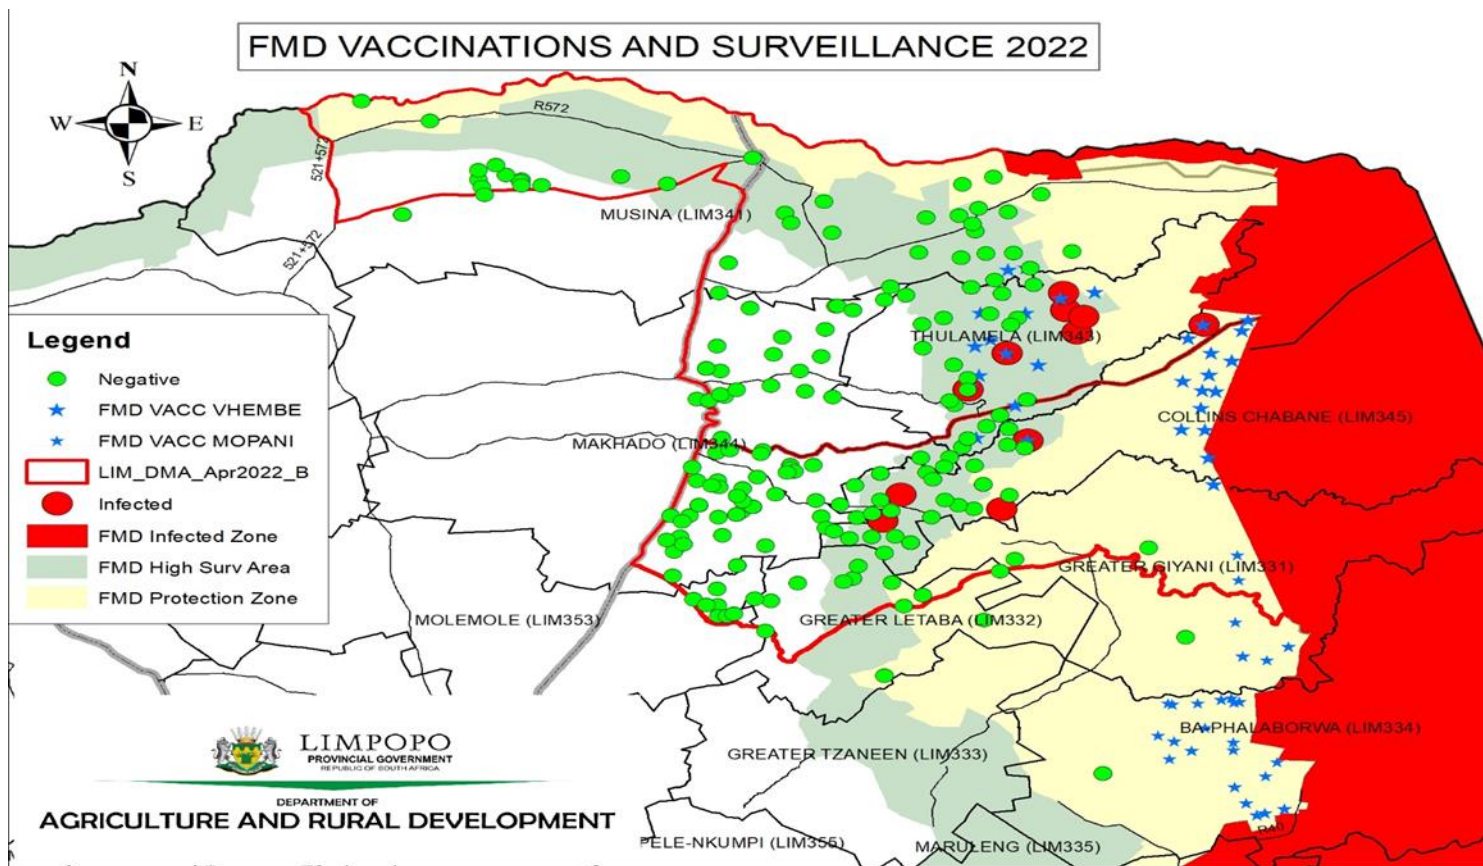 FMD VACCINATIONS AND SURVEILLANCE 2022
N
W E
S
R572
521+572
521+572
MUSINA (LIM341)
THULAMELA (LIM343)
COLLINS CHABANE (LIM345)
MAKHADO (LIM344)
GREATER GIYANI (LIM331)
MOLEMOLE (LIM353)
GREATER LETABA (LIM332)
BA-PHALABORWA (LIM334)
GREATER TZANEEN (LIM333)
PELE-NKUMPI (LIM355)
MARULENG (LIM335)
R40
Legend
Negative
FMD VACC VHEMBE
FMD VACC MOPANI
LIM_DMA_Apr2022_B
Infected
FMD Infected Zone
FMD High Surv Area
FMD Protection Zone
LIMPOPO
PROVINCIAL GOVERNMENT
REPUBLIC OF SOUTH AFRICA
DEPARTMENT OF
AGRICULTURE AND RURAL DEVELOPMENT